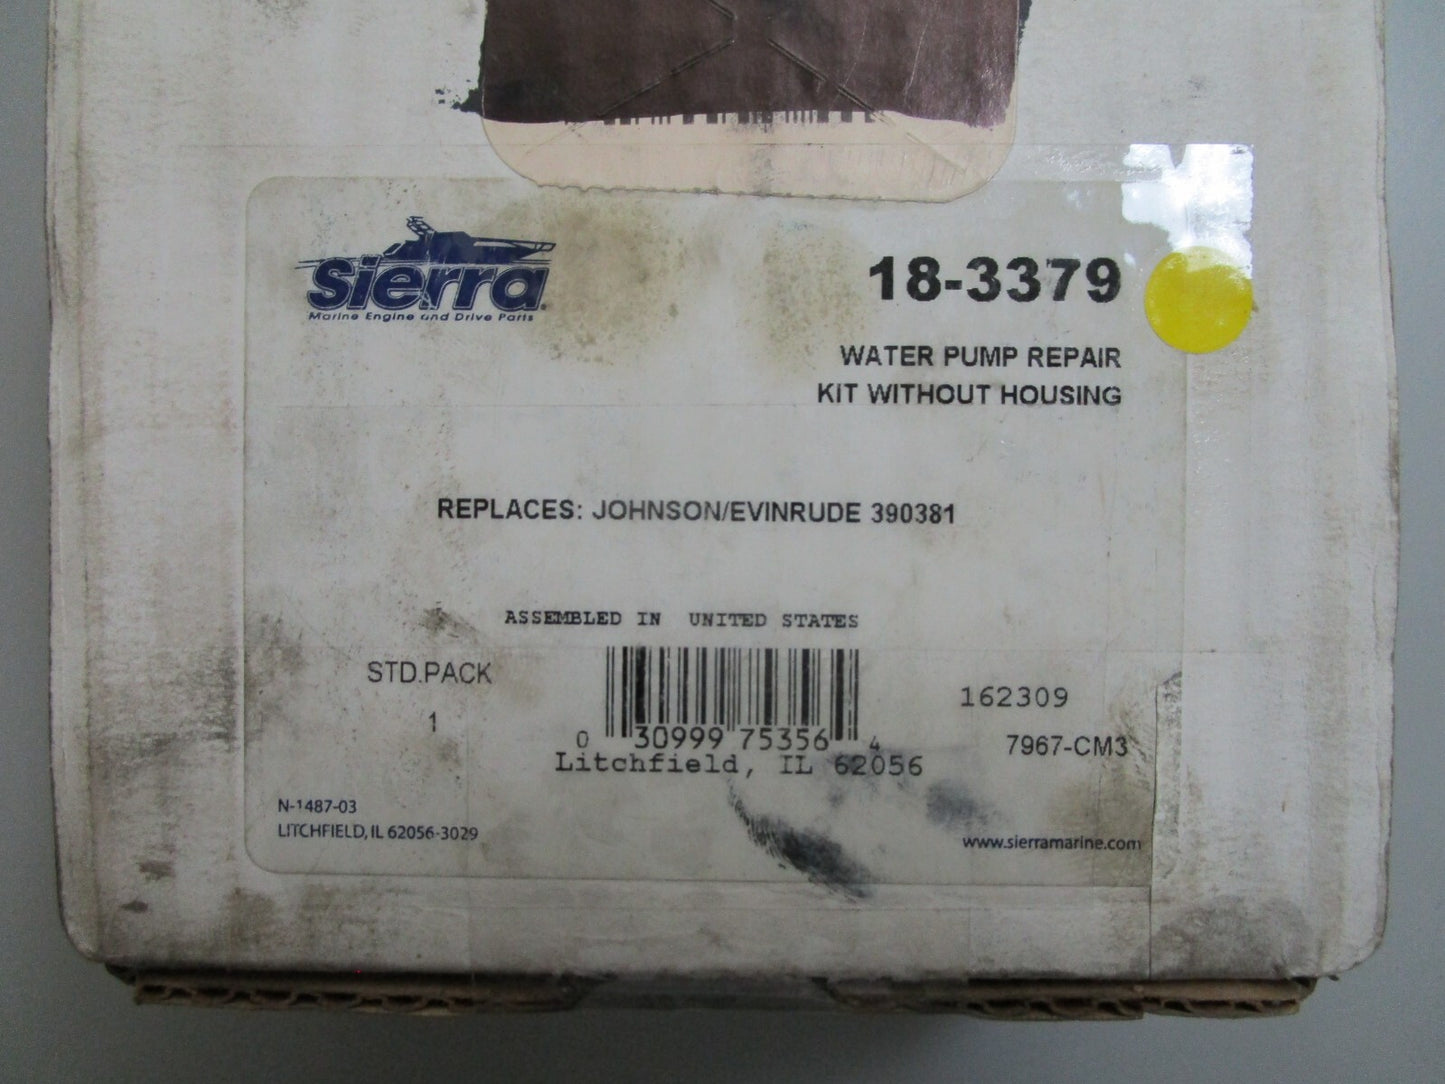 Sierra
Marine Engine and Drive Parts
18-3379
WATER PUMP REPAIR
KIT WITHOUT HOUSING
REPLACES: JOHNSON/EVINRUDE 390381
ASSEMBLED IN UNITED STATES
STD.PACK
1
0 30999 75356 4
Litchfield, IL 62056
162309
7967-CM3
N-1487-03
LITCHFIELD, IL 62056-3029
www.sierramarine.com